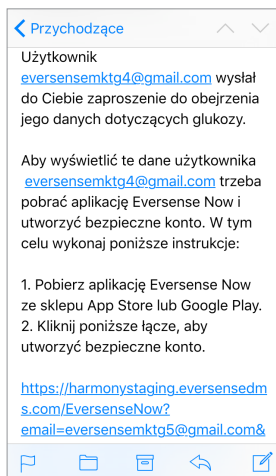 Przychodzące
Użytkownik
eversensemktg4@gmail.com wysłał
do Ciebie zaproszenie do obejrzenia
jego danych dotyczących glukozy.
Aby wyświetlić te dane użytkownika
eversensemktg4@gmail.com trzeba
pobrać aplikację Eversense Now i
utworzyć bezpieczne konto. W tym
celu wykonaj poniższe instrukcje:
1. Pobierz aplikację Eversense Now
ze sklepu App Store lub Google Play.
2. Kliknij poniższe łącze, aby
utworzyć bezpieczne konto.
https://harmonystaging.eversensedm
s.com/EversenseNow?
email=eversensemktg5@gmail.com&